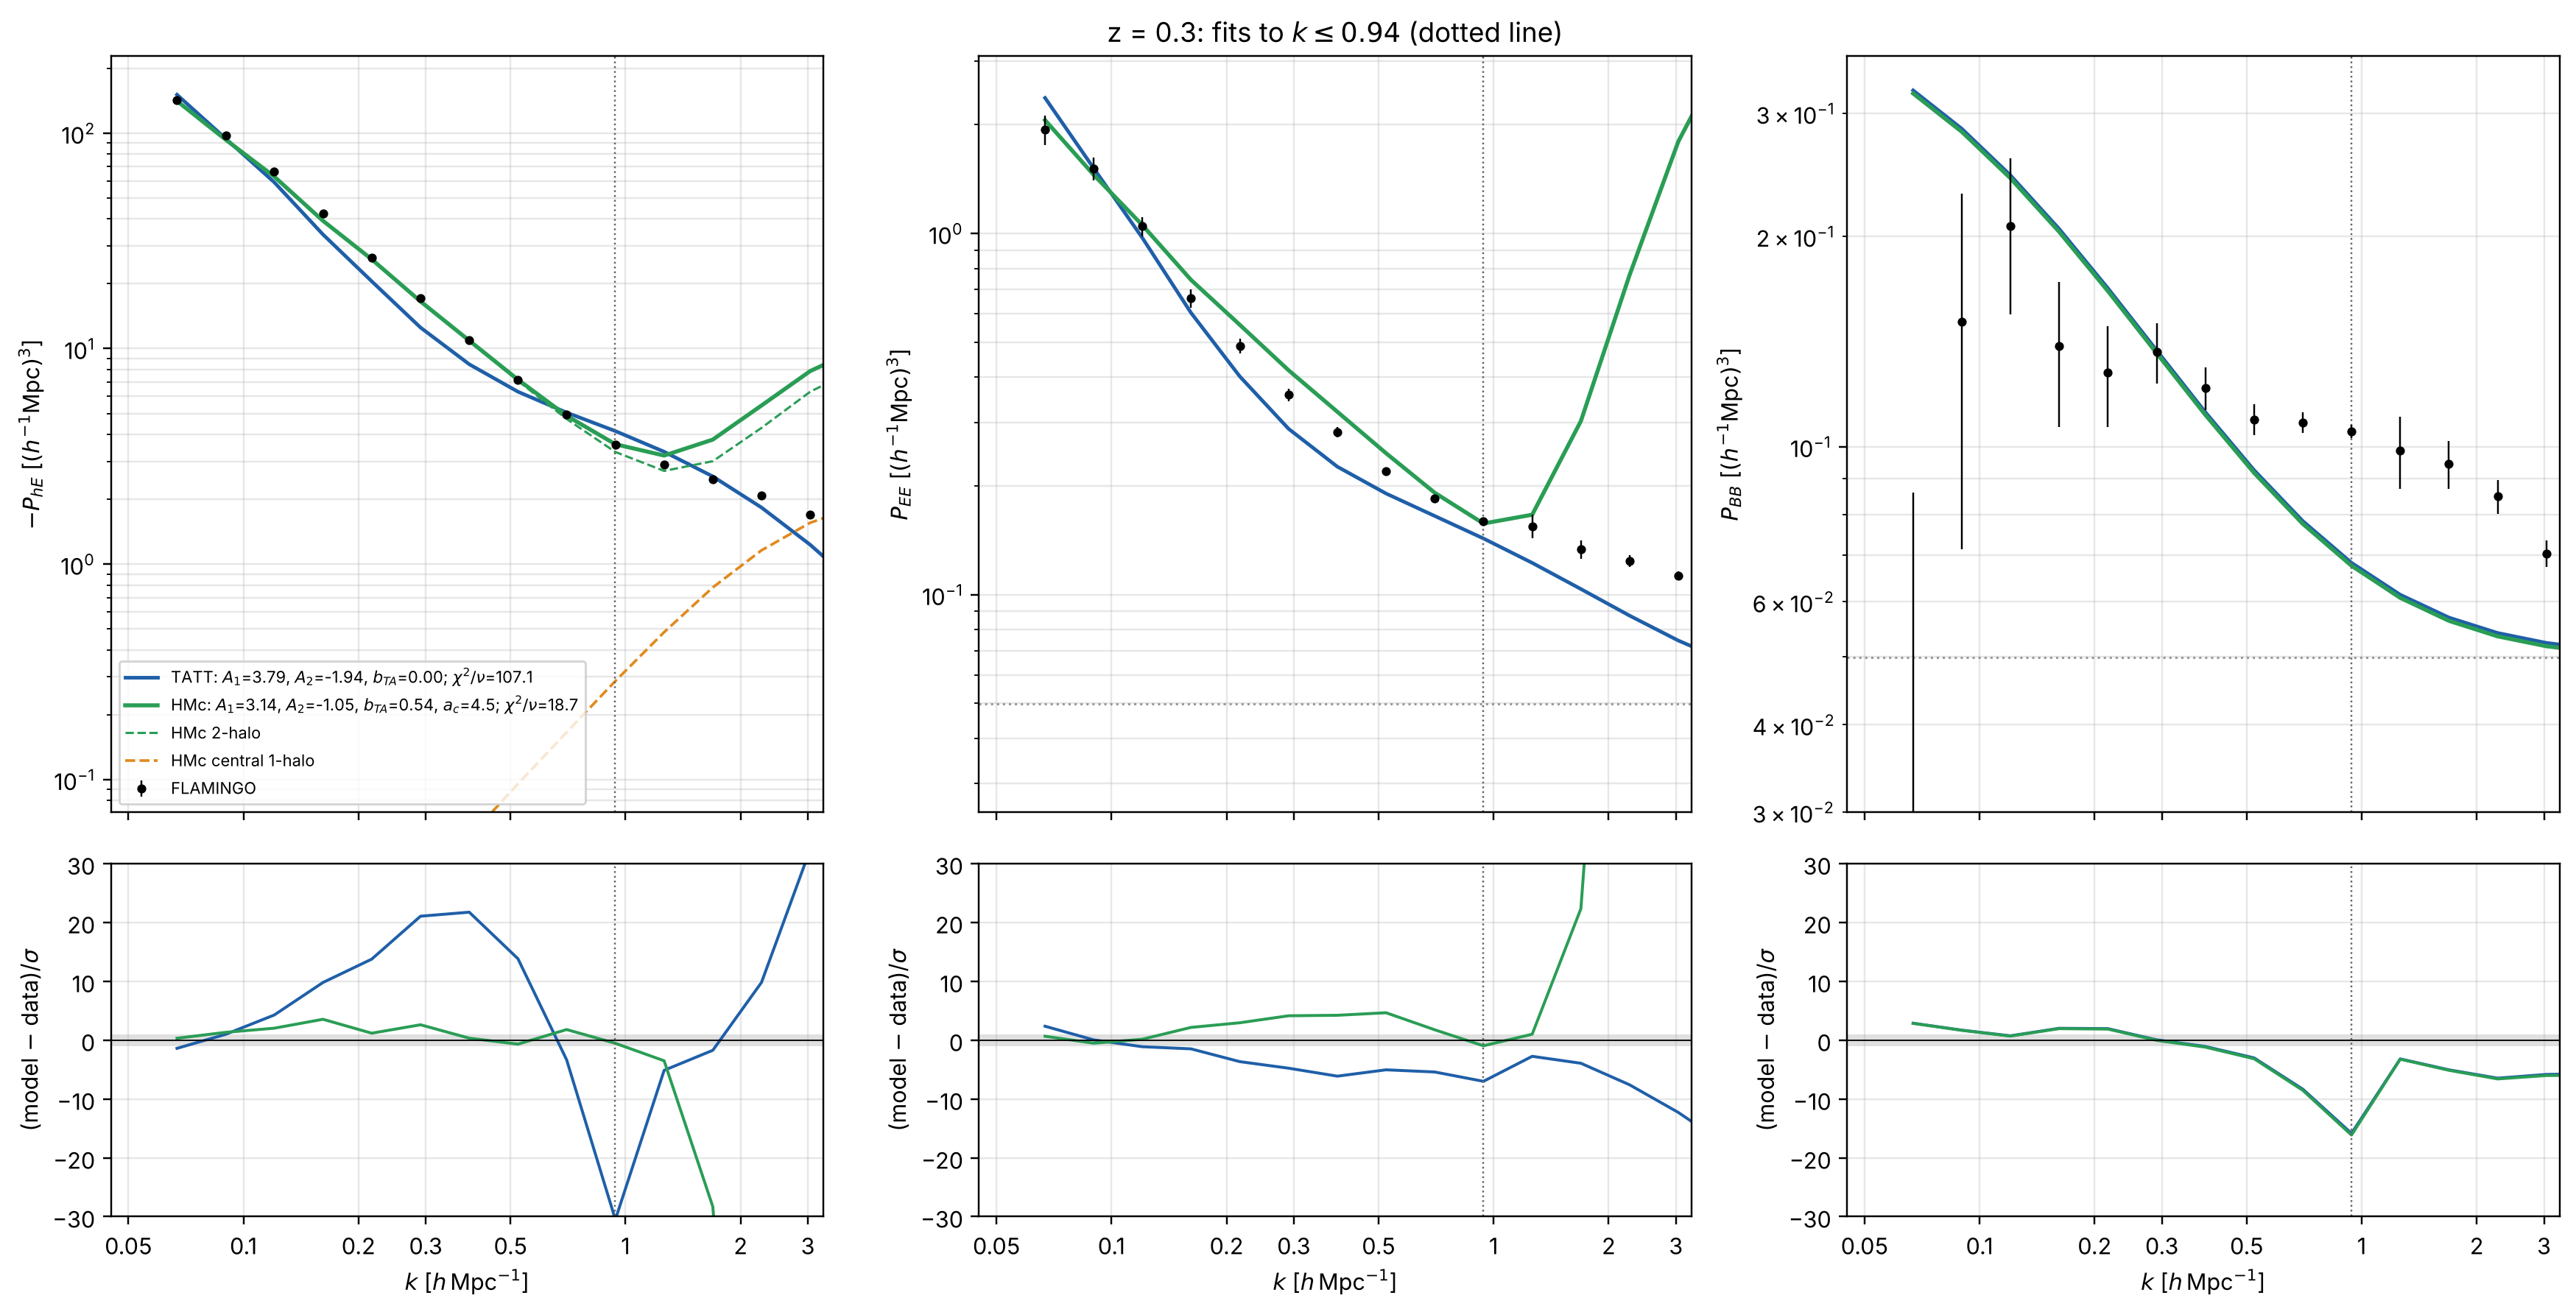 z = 0.3: fits to k ≤ 0.94 (dotted line)
10²
10¹
10⁰
10⁻¹
−P_hE [(h⁻¹Mpc)³]
TATT: A₁=3.79, A₂=-1.94, b_TA=0.00; χ²/ν=107.1
HMc: A₁=3.14, A₂=-1.05, b_TA=0.54, a_c=4.5; χ²/ν=18.7
HMc 2-halo
HMc central 1-halo
FLAMINGO
10⁰
10⁻¹
P_EE [(h⁻¹Mpc)³]
3 × 10⁻¹
2 × 10⁻¹
10⁻¹
6 × 10⁻²
4 × 10⁻²
3 × 10⁻²
P_BB [(h⁻¹Mpc)³]
30
20
10
0
−10
−20
−30
(model − data)/σ
0.05 0.1 0.2 0.3 0.5 1 2 3
k [h Mpc⁻¹]
30
20
10
0
−10
−20
−30
(model − data)/σ
0.05 0.1 0.2 0.3 0.5 1 2 3
k [h Mpc⁻¹]
30
20
10
0
−10
−20
−30
(model − data)/σ
0.05 0.1 0.2 0.3 0.5 1 2 3
k [h Mpc⁻¹]